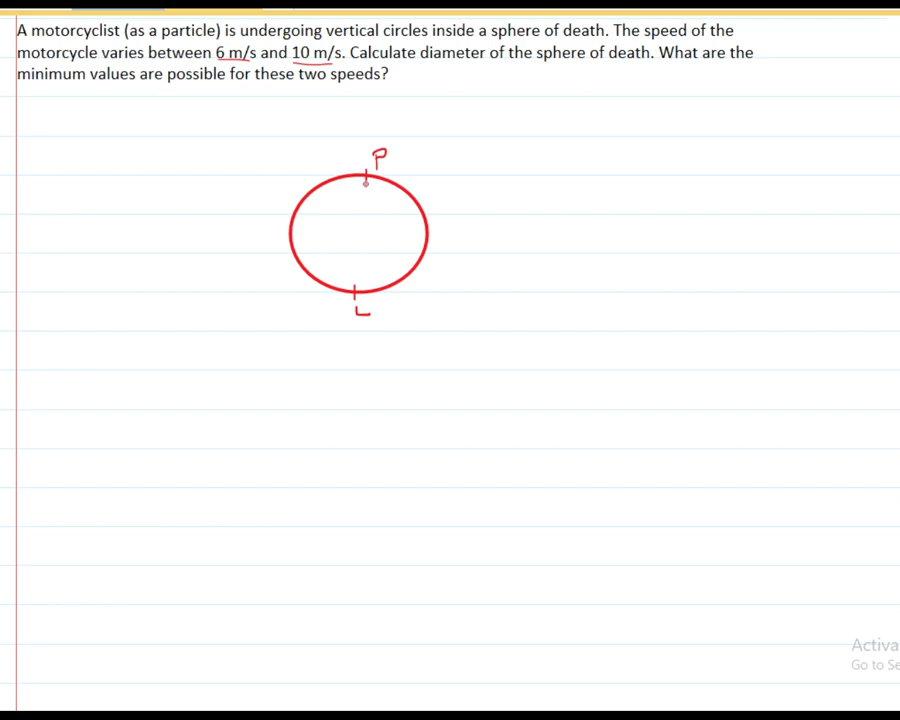 A motorcyclist (as a particle) is undergoing vertical circles inside a sphere of death. The speed of the
motorcycle varies between 6 m/s and 10 m/s. Calculate diameter of the sphere of death. What are the
minimum values are possible for these two speeds?
P
L
Activa
Go to Se